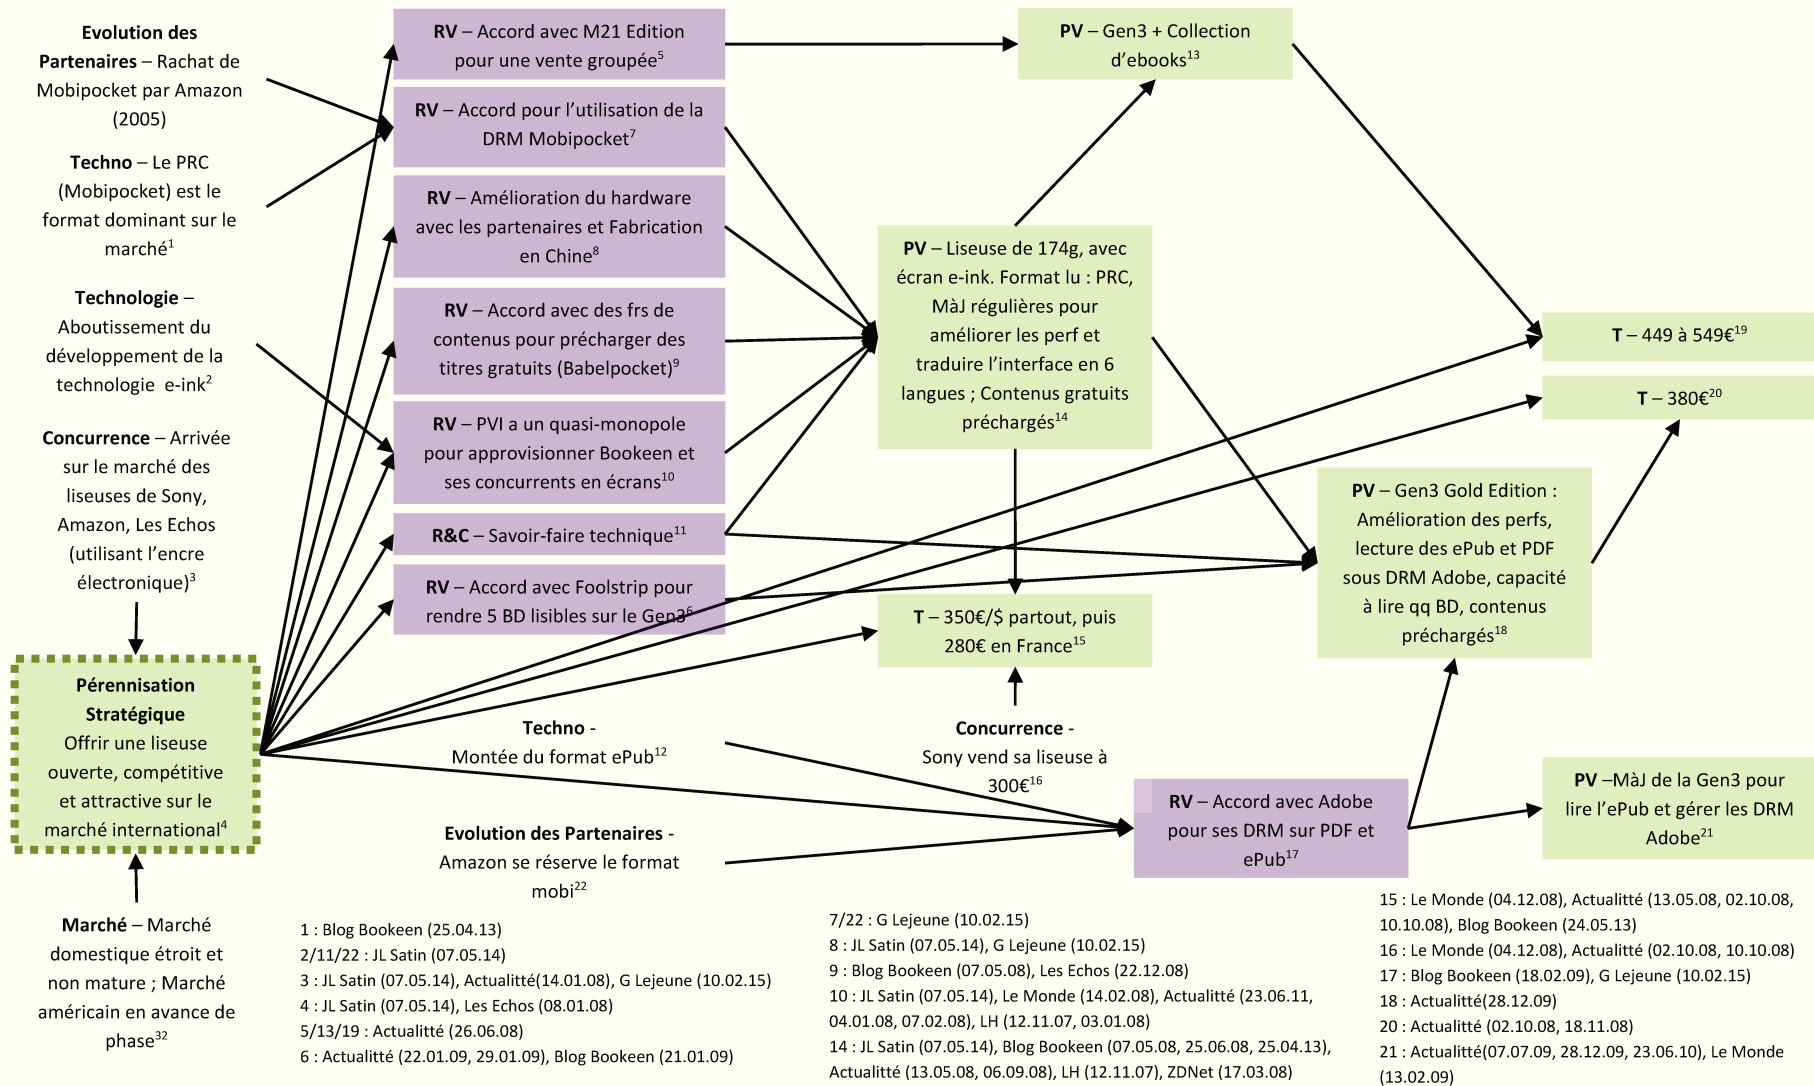 Evolution des
Partenaires – Rachat de
Mobipocket par Amazon
(2005)
Techno – Le PRC
(Mobipocket) est le
format dominant sur le
marché1
Technologie –
Aboutissement du
développement de la
technologie e-ink2
Concurrence – Arrivée
sur le marché des
liseuses de Sony,
Amazon, Les Echos
(utilisant l’encre
électronique)3
Pérennisation
Stratégique
Offrir une liseuse
ouverte, compétitive
et attractive sur le
marché international4
Marché – Marché
domestique étroit et
non mature ; Marché
américain en avance de
phase32
RV – Accord avec M21 Edition
pour une vente groupée5
RV – Accord pour l’utilisation de la
DRM Mobipocket7
RV – Amélioration du hardware
avec les partenaires et Fabrication
en Chine8
RV – Accord avec des frs de
contenus pour précharger des
titres gratuits (Babelpocket)9
RV – PVI a un quasi-monopole
pour approvisionner Bookeen et
ses concurrents en écrans10
R&C – Savoir-faire technique11
RV – Accord avec Foolstrip pour
rendre 5 BD lisibles sur le Gen36
Techno -
Montée du format ePub12
Evolution des Partenaires -
Amazon se réserve le format
mobi22
PV – Gen3 + Collection
d’ebooks13
PV – Liseuse de 174g, avec
écran e-ink. Format lu : PRC,
MàJ régulières pour
améliorer les perf et
traduire l’interface en 6
langues ; Contenus gratuits
préchargés14
T – 350€/$ partout, puis
280€ en France15
Concurrence -
Sony vend sa liseuse à
300€16
RV – Accord avec Adobe
pour ses DRM sur PDF et
ePub17
T – 449 à 549€19
T – 380€20
PV – Gen3 Gold Edition :
Amélioration des perfs,
lecture des ePub et PDF
sous DRM Adobe, capacité
à lire qq BD, contenus
préchargés18
PV –MàJ de la Gen3 pour
lire l’ePub et gérer les DRM
Adobe21
1 : Blog Bookeen (25.04.13)
2/11/22 : JL Satin (07.05.14)
3 : JL Satin (07.05.14), Actualitté(14.01.08), G Lejeune (10.02.15)
4 : JL Satin (07.05.14), Les Echos (08.01.08)
5/13/19 : Actualitté (26.06.08)
6 : Actualitté (22.01.09, 29.01.09), Blog Bookeen (21.01.09)
7/22 : G Lejeune (10.02.15)
8 : JL Satin (07.05.14), G Lejeune (10.02.15)
9 : Blog Bookeen (07.05.08), Les Echos (22.12.08)
10 : JL Satin (07.05.14), Le Monde (14.02.08), Actualitté (23.06.11,
04.01.08, 07.02.08), LH (12.11.07, 03.01.08)
14 : JL Satin (07.05.14), Blog Bookeen (07.05.08, 25.06.08, 25.04.13),
Actualitté (13.05.08, 06.09.08), LH (12.11.07), ZDNet (17.03.08)
15 : Le Monde (04.12.08), Actualitté (13.05.08, 02.10.08,
10.10.08), Blog Bookeen (24.05.13)
16 : Le Monde (04.12.08), Actualitté (02.10.08, 10.10.08)
17 : Blog Bookeen (18.02.09), G Lejeune (10.02.15)
18 : Actualitté(28.12.09)
20 : Actualitté (02.10.08, 18.11.08)
21 : Actualitté(07.07.09, 28.12.09, 23.06.10), Le Monde
(13.02.09)